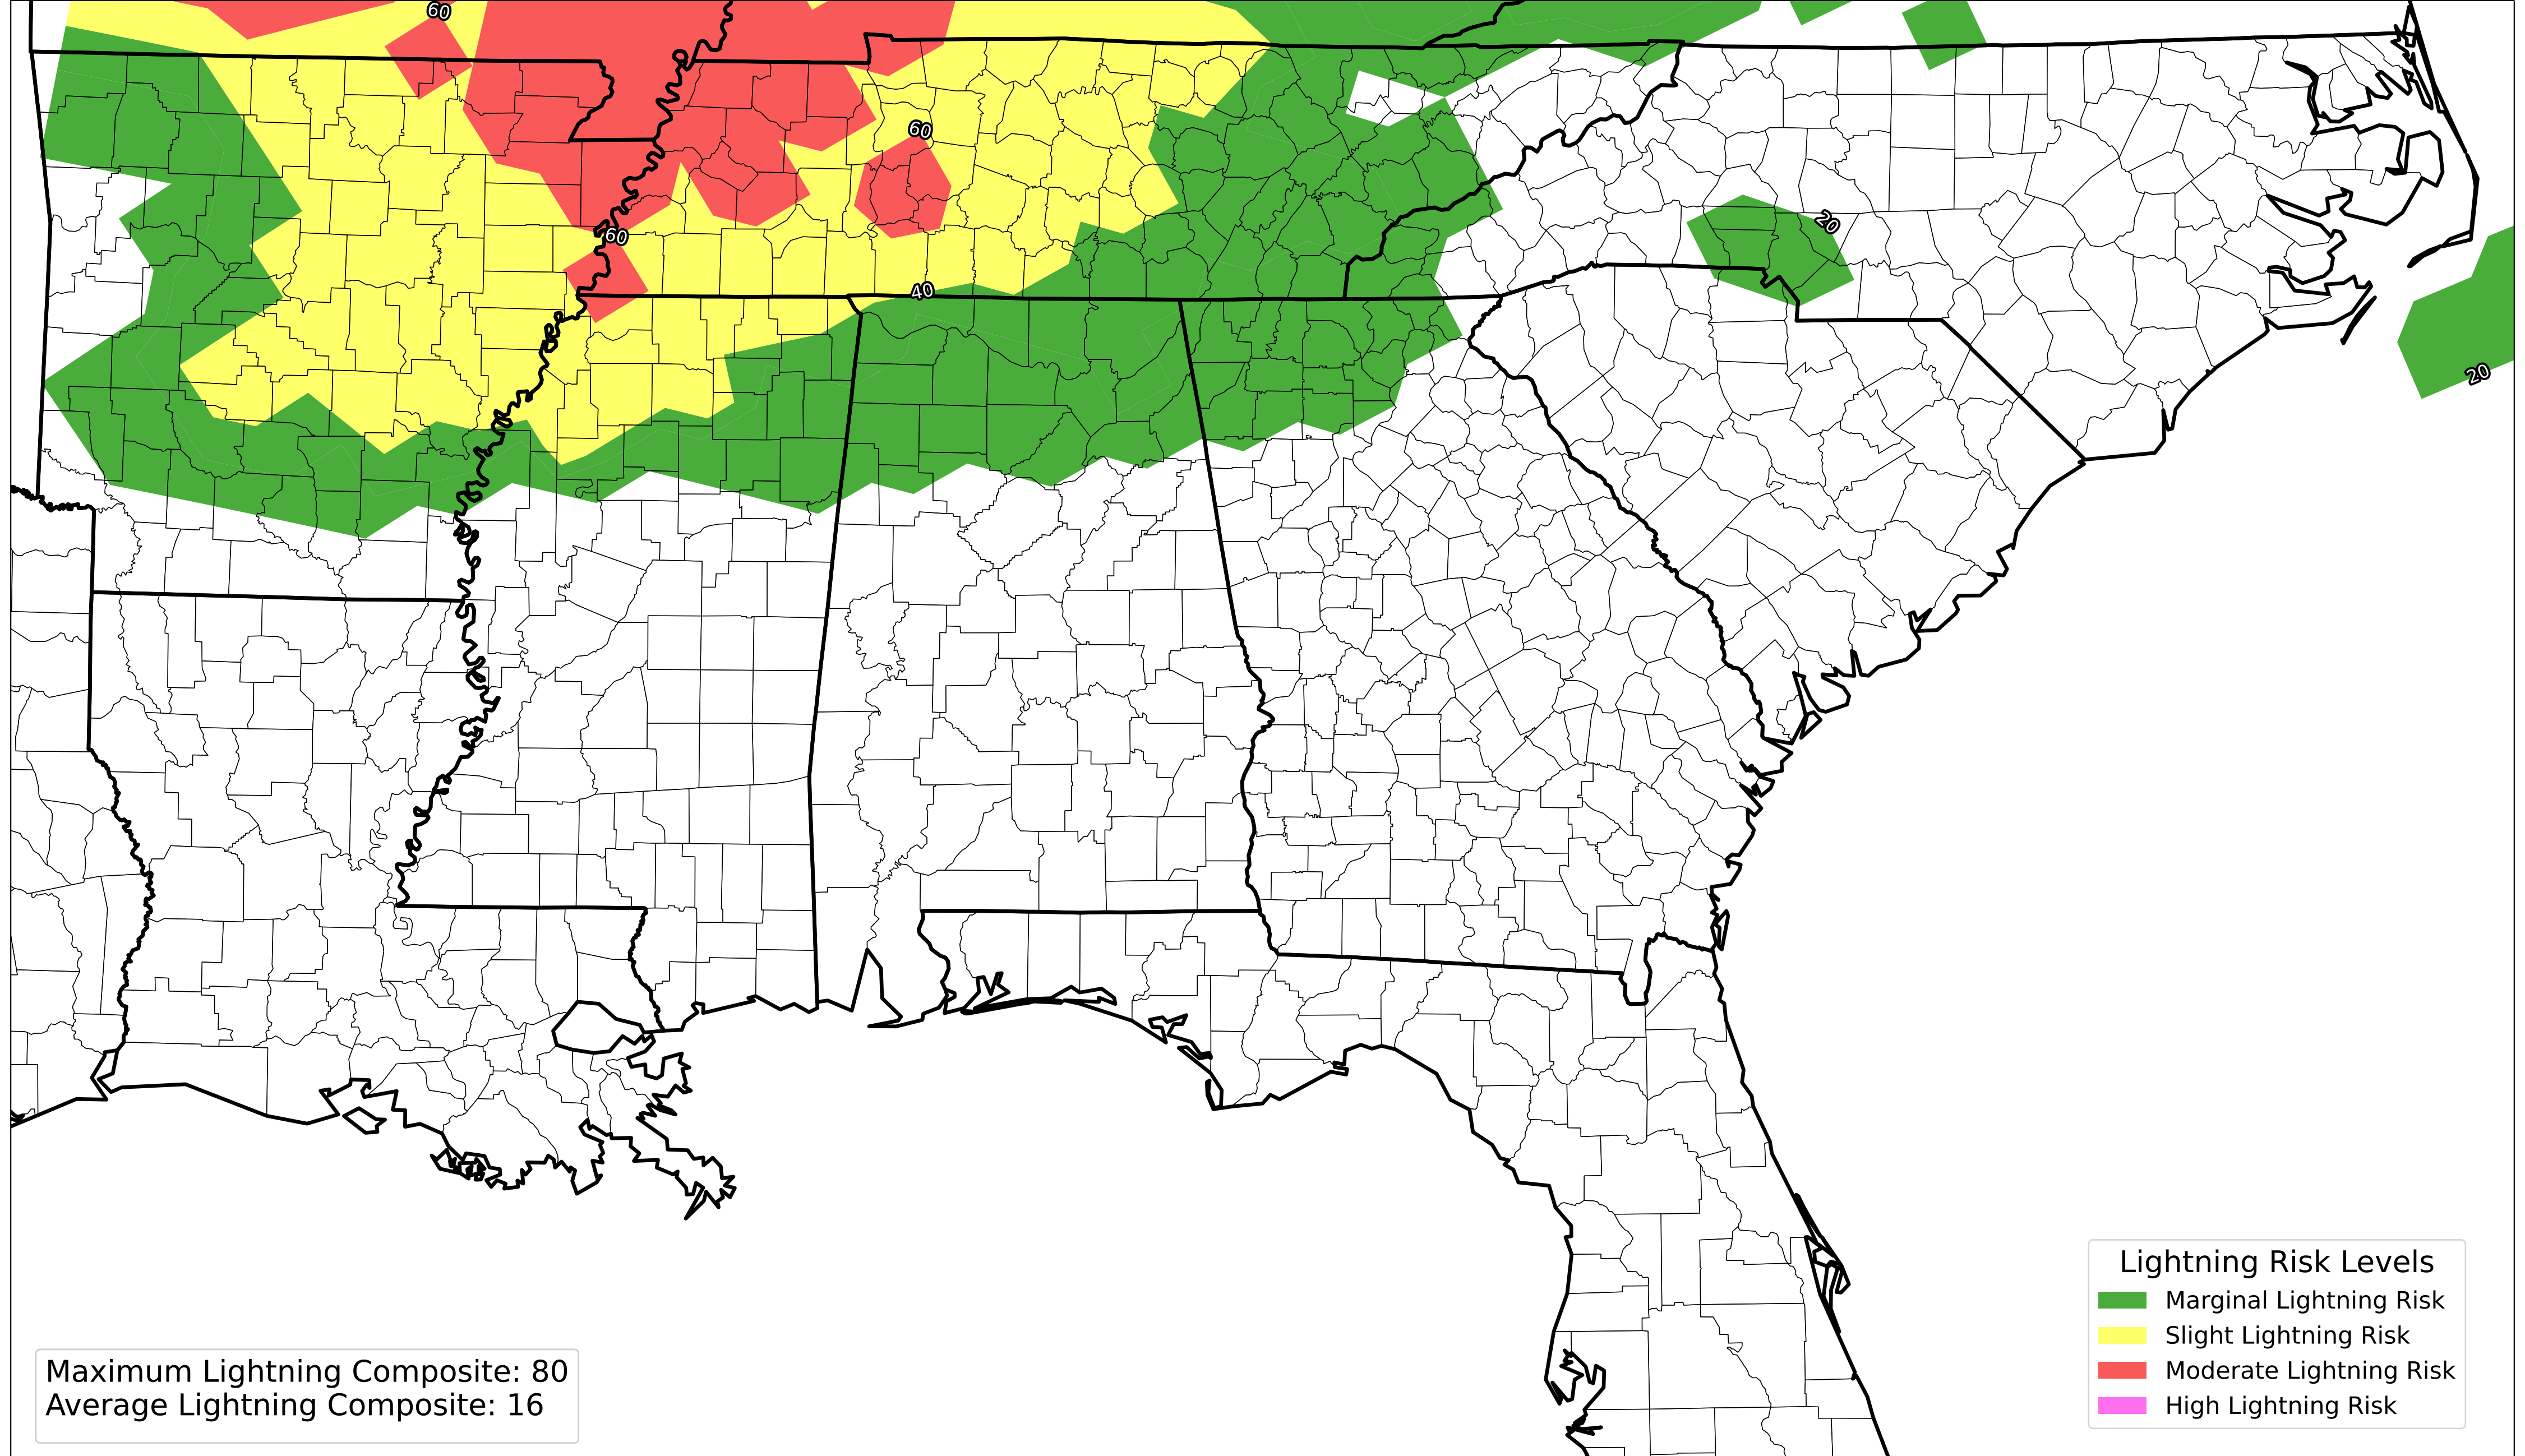 60
60
20
60
40
20
Lightning Risk Levels
Marginal Lightning Risk
Slight Lightning Risk
Moderate Lightning Risk
High Lightning Risk
Maximum Lightning Composite: 80
Average Lightning Composite: 16